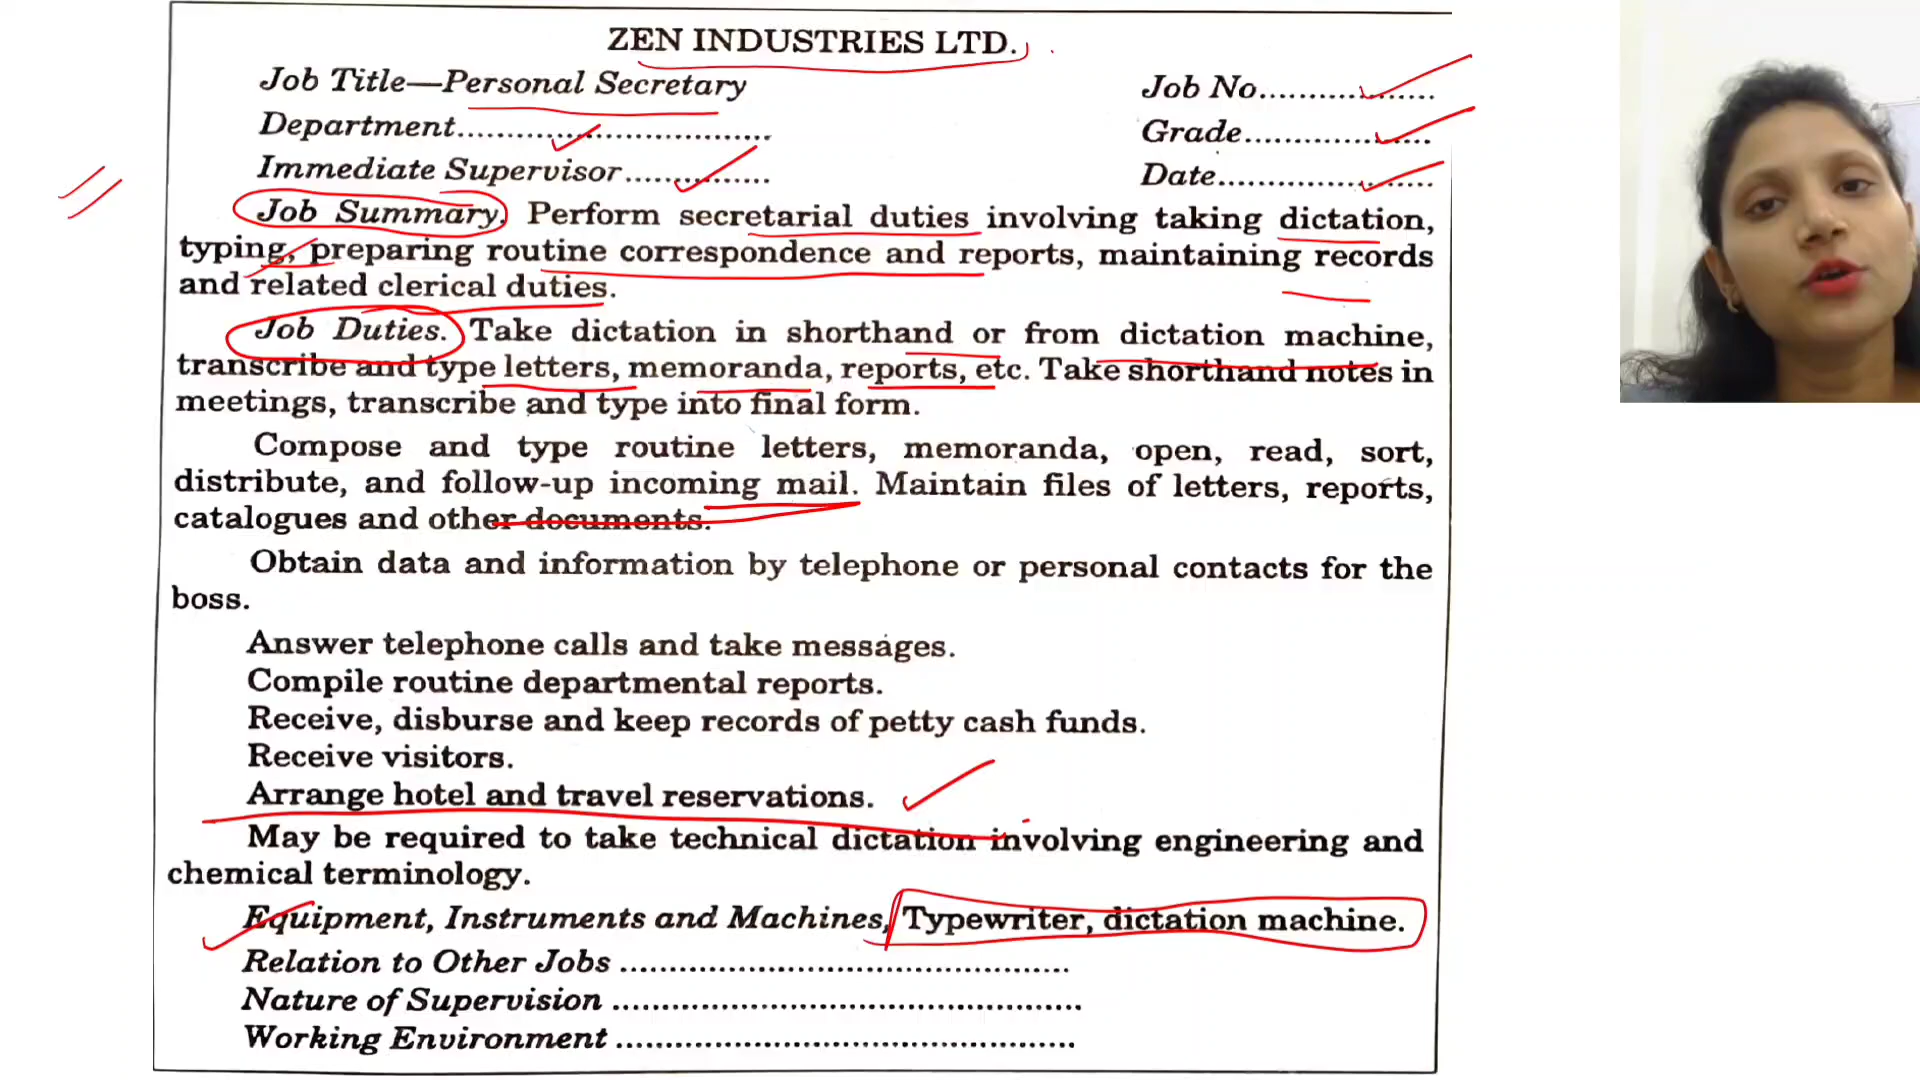 ZEN INDUSTRIES LTD.
Job Title—Personal Secretary
Job No..................
Department...............................
Grade...................
Immediate Supervisor...............
Date......................
Job Summary. Perform secretarial duties involving taking dictation,
typing, preparing routine correspondence and reports, maintaining records
and related clerical duties.
Job Duties. Take dictation in shorthand or from dictation machine,
transcribe and type letters, memoranda, reports, etc. Take shorthand notes in
meetings, transcribe and type into final form.
Compose and type routine letters, memoranda, open, read, sort,
distribute, and follow-up incoming mail. Maintain files of letters, reports,
catalogues and other documents.
Obtain data and information by telephone or personal contacts for the
boss.
Answer telephone calls and take messages.
Compile routine departmental reports.
Receive, disburse and keep records of petty cash funds.
Receive visitors.
Arrange hotel and travel reservations.
May be required to take technical dictation involving engineering and
chemical terminology.
Equipment, Instruments and Machines, Typewriter, dictation machine.
Relation to Other Jobs .............................................
Nature of Supervision ...............................................
Working Environment ..............................................